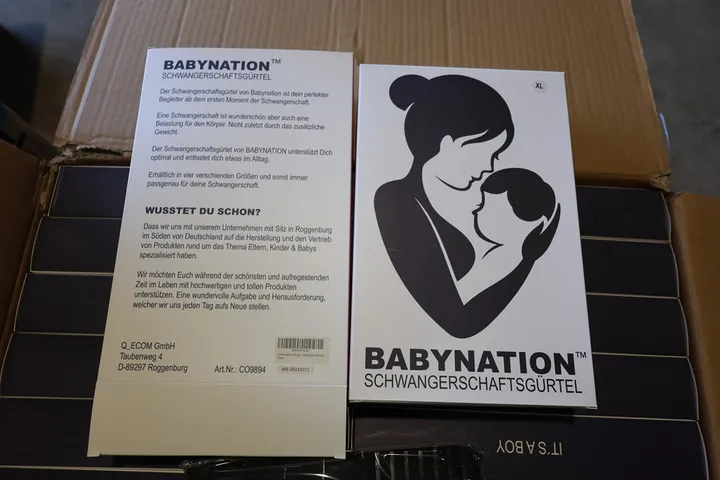 BABYNATION™
SCHWANGERSCHAFTSGÜRTEL
Der Schwangerschaftsgürtel von Babynation ist dein perfekter
Begleiter ab dem ersten Moment der Schwangerschaft.
Eine Schwangerschaft ist wunderschön aber auch eine
Belastung für den Körper. Nicht zuletzt durch das zusätzliche
Gewicht.
Der Schwangerschaftsgürtel von BABYNATION unterstützt Dich
optimal und entlastet dich etwas im Alltag.
Erhältlich in vier verschienden Größen und somit immer
passgenau für deine Schwangerschaft.
WUSSTET DU SCHON?
Dass wir uns mit unserem Unternehmen mit Sitz in Roggenburg
im Süden von Deutschland auf die Herstellung und den Vertrieb
von Produkten rund um das Thema Eltern, Kinder & Babys
spezialisiert haben.
Wir möchten Euch während der schönsten und aufregendsten
Zeit im Leben mit hochwertigen und tollen Produkten
unterstützen. Eine wundervolle Aufgabe und Herausforderung,
welcher wir uns jeden Tag aufs Neue stellen.
Q_ECOM GmbH
Taubenweg 4
D-89297 Roggenburg
Art.Nr.: CO9894
XL
BABYNATION™
SCHWANGERSCHAFTSGÜRTEL
IT'S A BOY